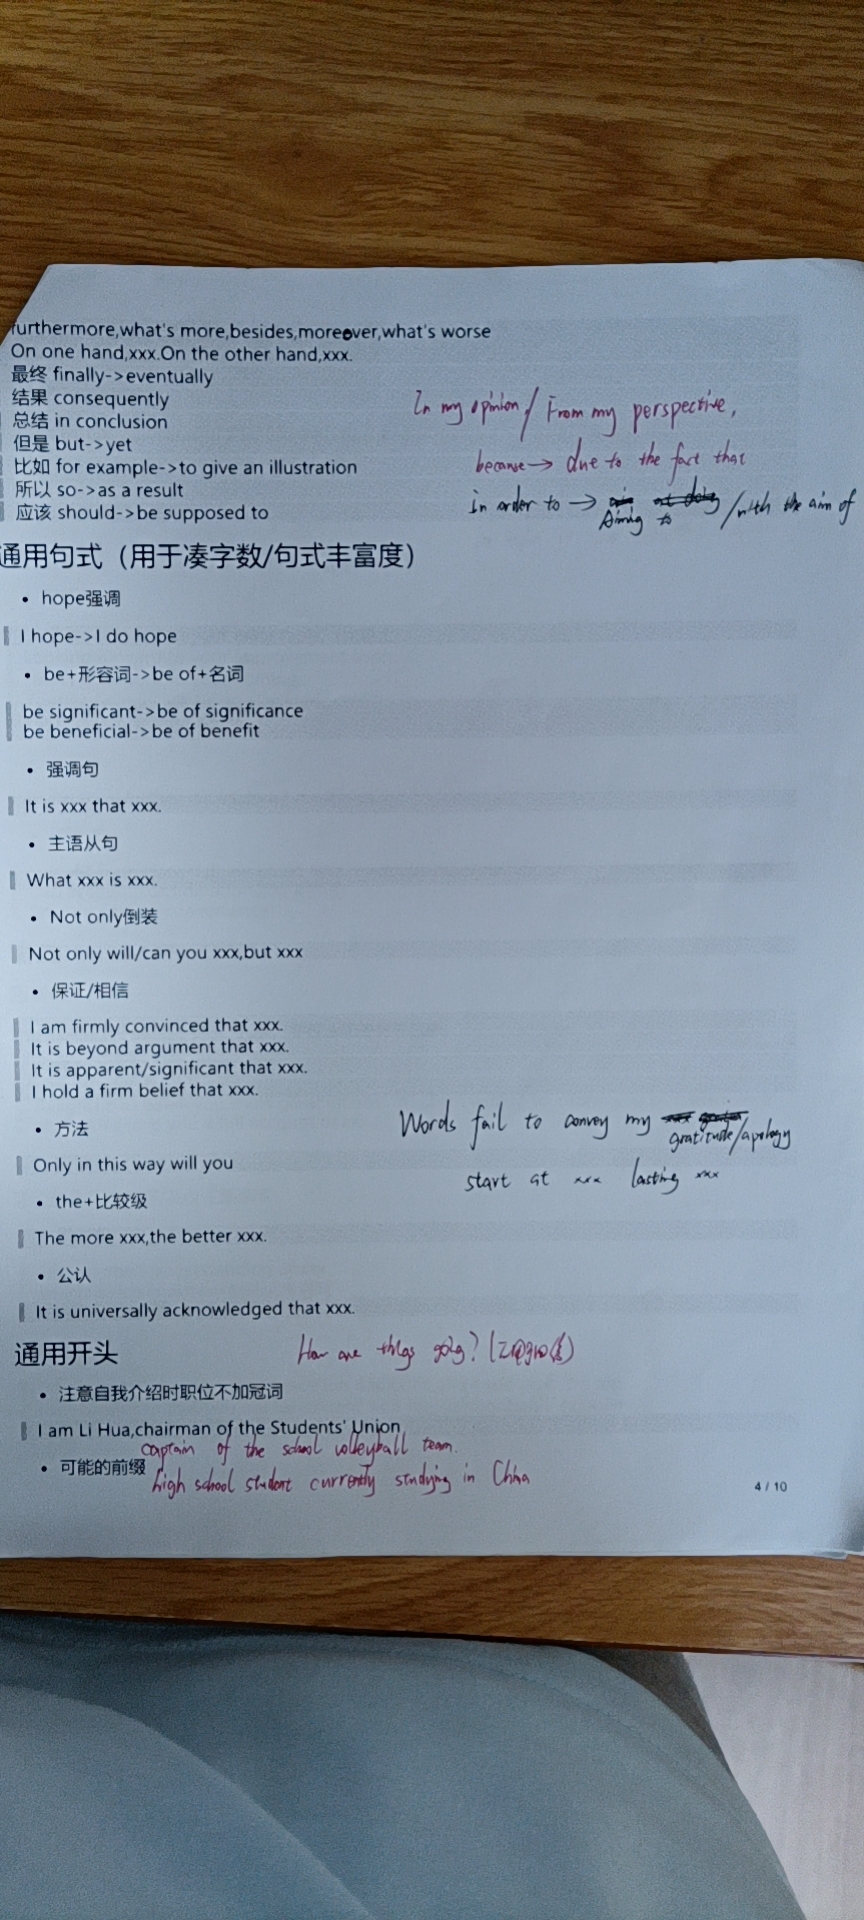 furthermore,what's more,besides,moreover,what's worse
On one hand,xxx.On the other hand,xxx.
最终 finally->eventually
结果 consequently
总结 in conclusion
In my opinion / From my perspective,
但是 but->yet
比如 for example->to give an illustration
because→ due to the fact that
所以 so->as a result
in order to → Aiming to /with the aim of
应该 should->be supposed to
通用句式（用于凑字数/句式丰富度）
• hope强调
I hope->I do hope
• be+形容词->be of+名词
be significant->be of significance
be beneficial->be of benefit
• 强调句
It is xxx that xxx.
• 主语从句
What xxx is xxx.
• Not only倒装
Not only will/can you xxx,but xxx
• 保证/相信
I am firmly convinced that xxx.
It is beyond argument that xxx.
It is apparent/significant that xxx.
I hold a firm belief that xxx.
• 方法
Words fail to convey my gratitude/apology
Only in this way will you
start at xxx lasting xxx
• the+比较级
The more xxx,the better xxx.
• 公认
It is universally acknowledged that xxx.
通用开头
How are things going?
• 注意自我介绍时职位不加冠词
I am Li Hua,chairman of the Students' Union
captain of the school volleyball team.
• 可能的前缀
high school student currently studying in China
4 / 10